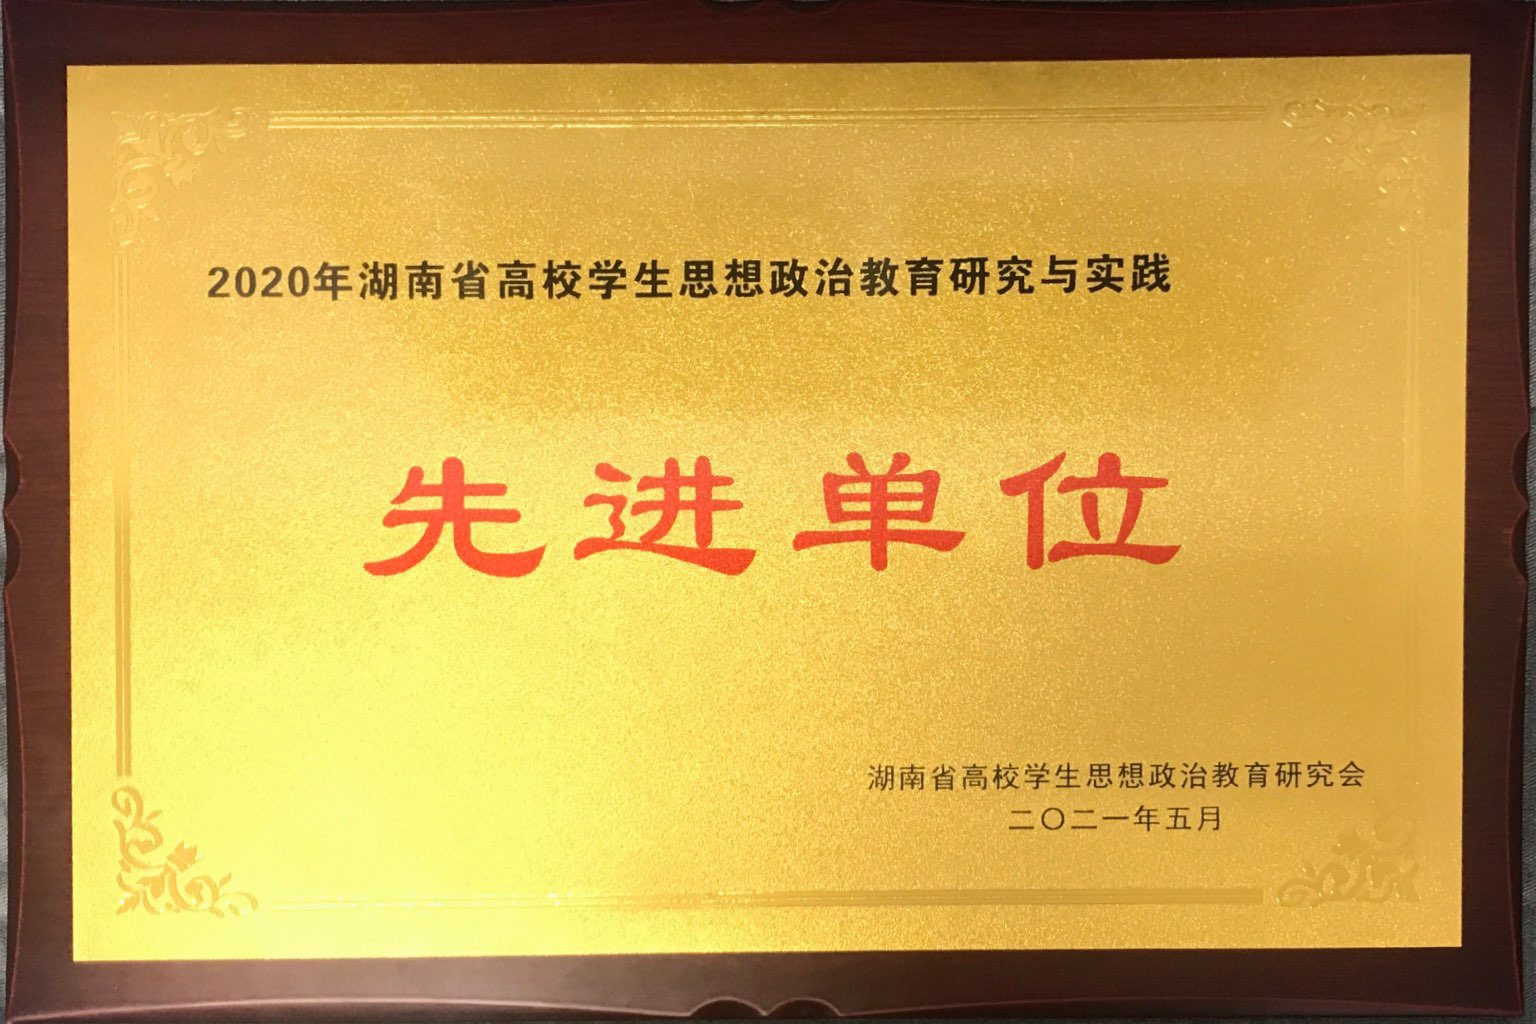 2020年湖南省高校学生思想政治教育研究与实践
先进单位
湖南省高校学生思想政治教育研究会
二〇二一年五月